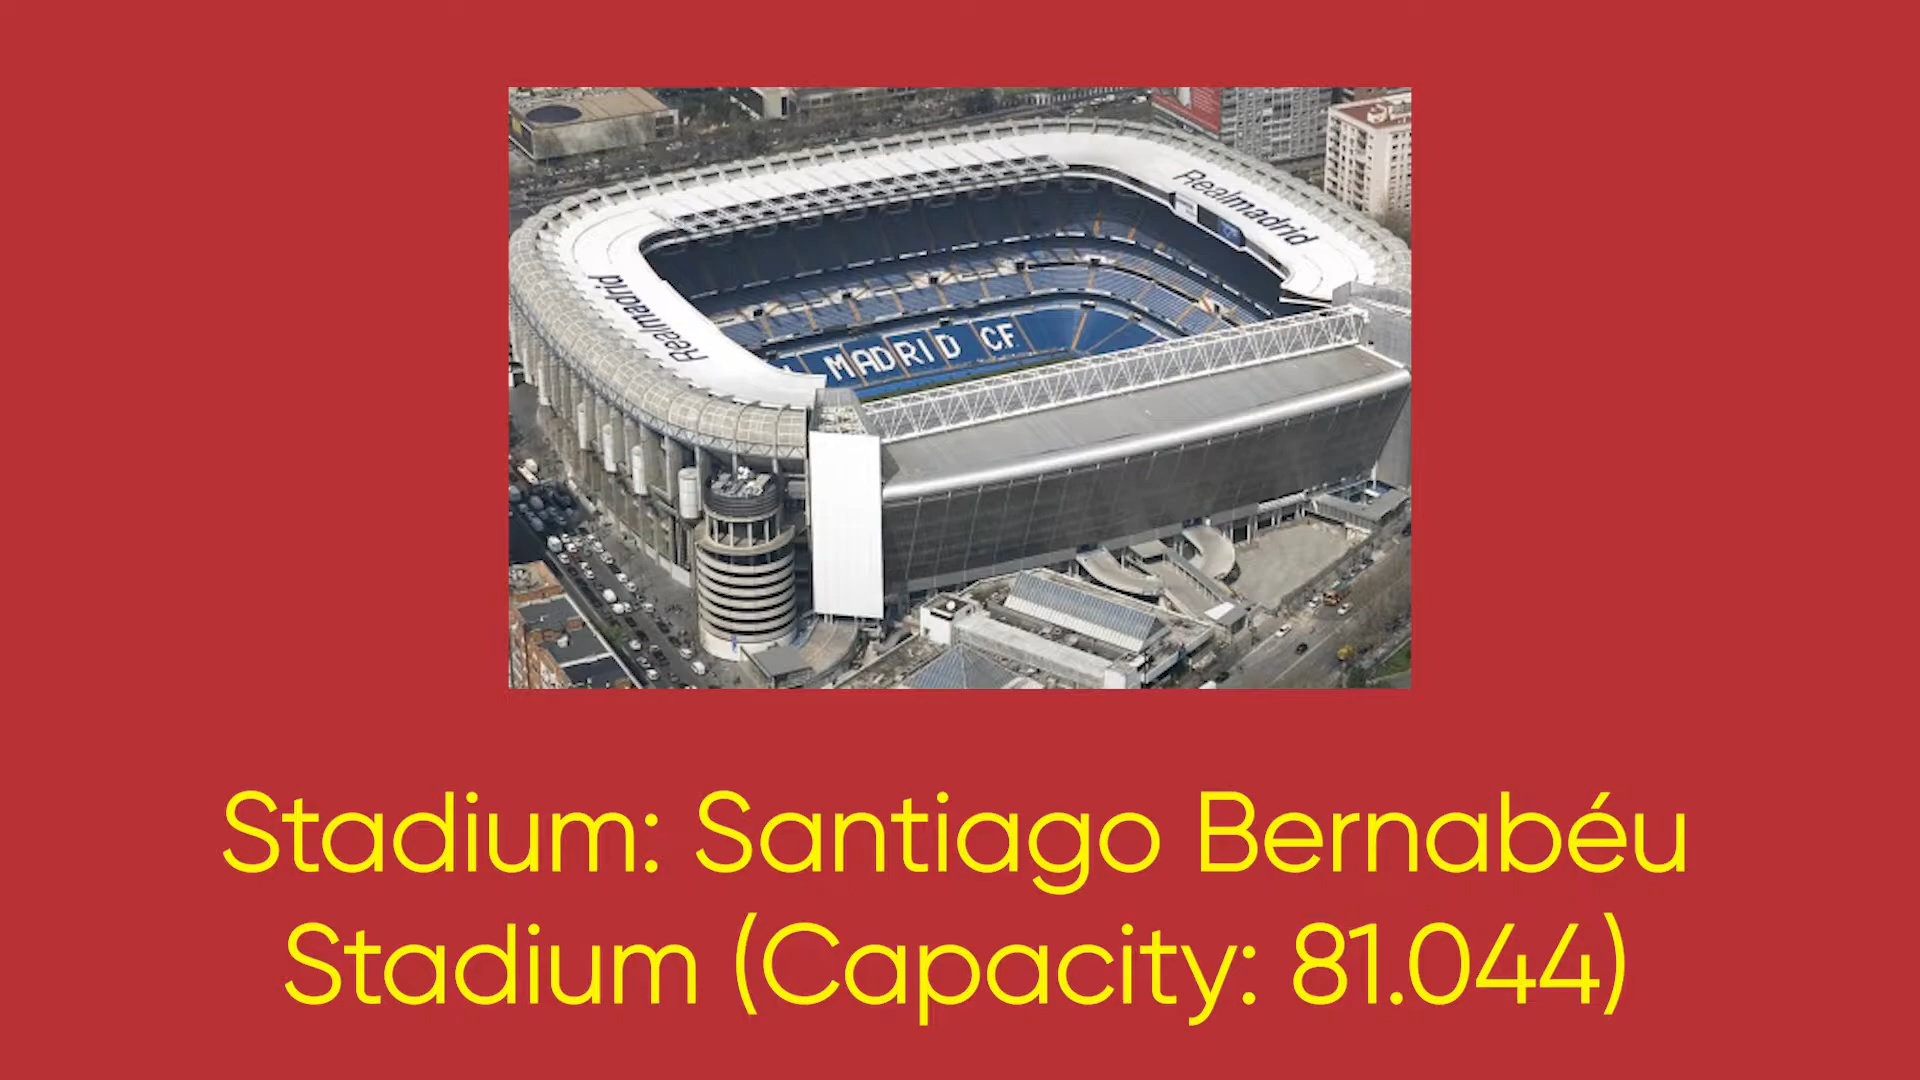 Realmadrid
Realmadrid
MADRID CF
Stadium: Santiago Bernabéu
Stadium (Capacity: 81.044)